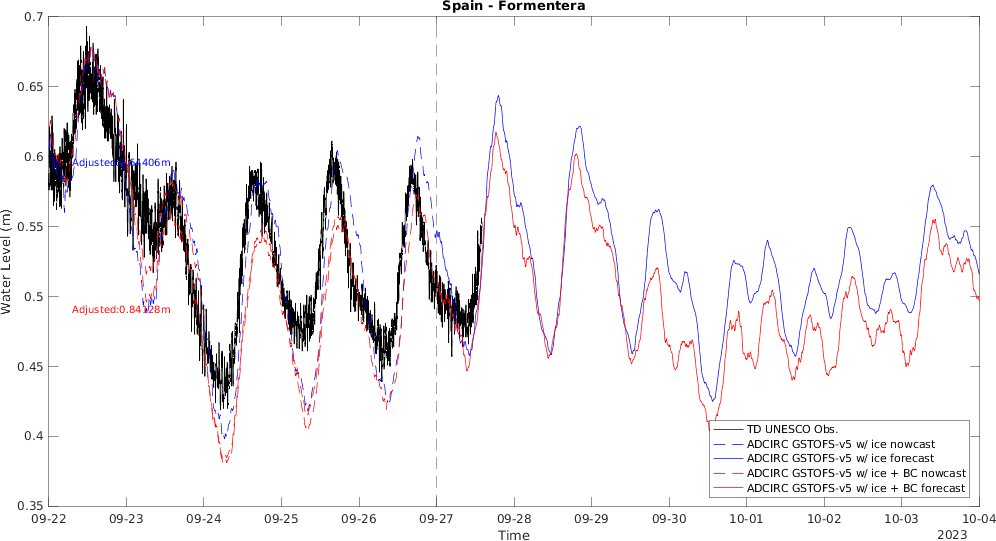 Spain - Formentera
0.7
0.65
0.6
0.55
0.5
0.45
0.4
0.35
Water Level (m)
Adjusted:0.84128m
TD UNESCO Obs.
ADCIRC GSTOFS-v5 w/ ice nowcast
ADCIRC GSTOFS-v5 w/ ice forecast
ADCIRC GSTOFS-v5 w/ ice + BC nowcast
ADCIRC GSTOFS-v5 w/ ice + BC forecast
09-22 09-23 09-24 09-25 09-26 09-27 09-28 09-29 09-30 10-01 10-02 10-03 10-04
Time
2023